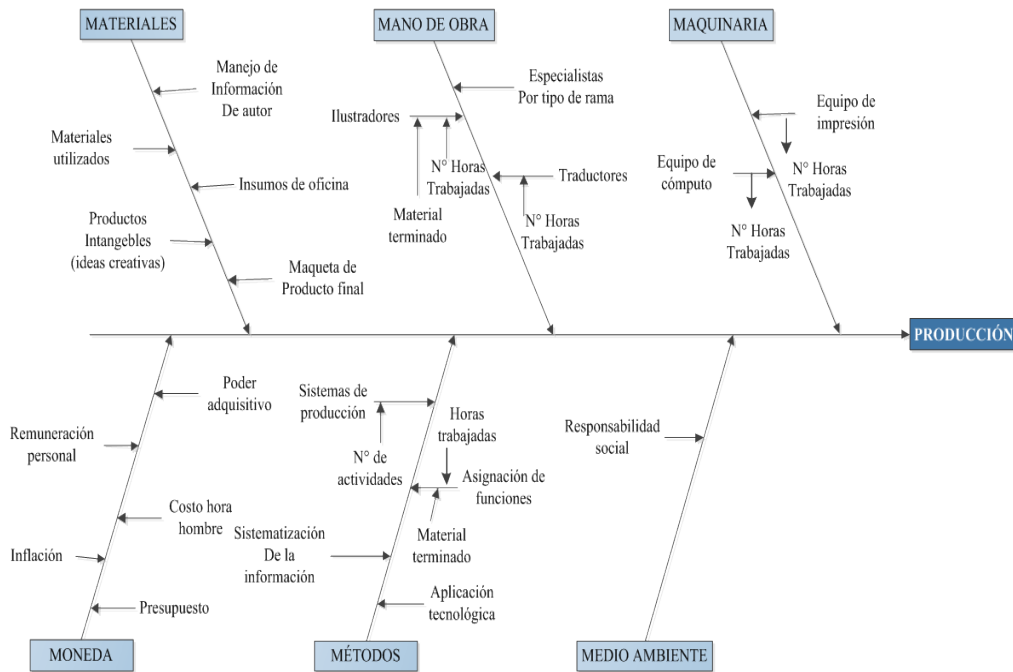 MATERIALES
MANO DE OBRA
MAQUINARIA
Manejo de
Información
De autor
Materiales
utilizados
Insumos de oficina
Productos
Intangibles
(ideas creativas)
Maqueta de
Producto final
Especialistas
Por tipo de rama
Ilustradores
N° Horas
Trabajadas
Material
terminado
Traductores
N° Horas
Trabajadas
Equipo de
impresión
N° Horas
Trabajadas
Equipo de
cómputo
N° Horas
Trabajadas
PRODUCCIÓN
Poder
adquisitivo
Remuneración
personal
Costo hora
hombre
Inflación
Presupuesto
Sistemas de
producción
N° de
actividades
Horas
trabajadas
Asignación de
funciones
Material
terminado
Sistematización
De la
información
Aplicación
tecnológica
Responsabilidad
social
MONEDA
MÉTODOS
MEDIO AMBIENTE